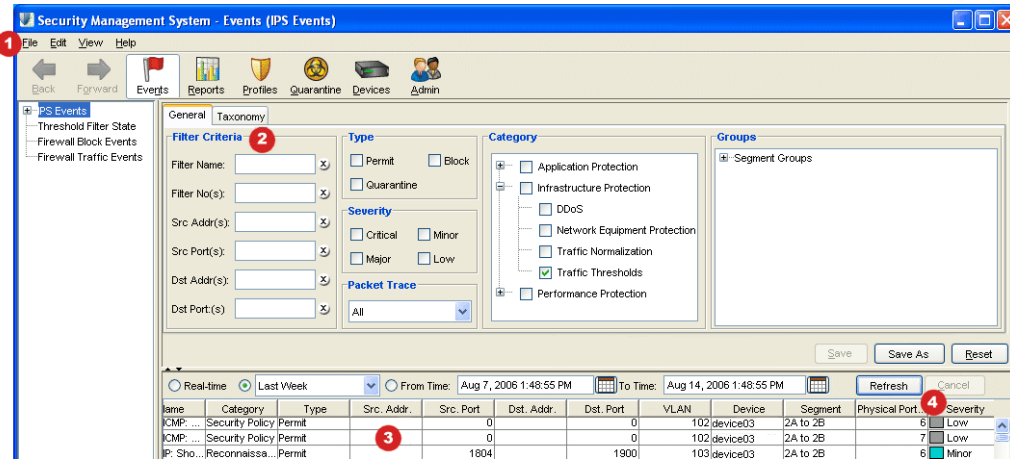 Security Management System - Events (IPS Events)
1 File Edit View Help
Back Forward Events Reports Profiles Quarantine Devices Admin
IPS Events
Threshold Filter State
Firewall Block Events
Firewall Traffic Events
General Taxonomy
Filter Criteria 2
Filter Name:
Filter No(s):
Src Addr(s):
Src Port(s):
Dst Addr(s):
Dst Port:(s)
Type
Permit Block
Quarantine
Severity
Critical Minor
Major Low
Packet Trace
All
Category
Application Protection
Infrastructure Protection
DDoS
Network Equipment Protection
Traffic Normalization
Traffic Thresholds
Performance Protection
Groups
Segment Groups
Save Save As Reset
Real-time Last Week From Time: Aug 7, 2006 1:48:55 PM To Time: Aug 14, 2006 1:48:55 PM Refresh Cancel
lame Category Type Src. Addr. Src. Port Dst. Addr. Dst. Port VLAN Device Segment Physical Port... 4 Severity
ICMP: ... Security Policy Permit 0 0 102 device03 2A to 2B 6 Low
ICMP: ... Security Policy Permit 3 0 0 102 device03 2A to 2B 7 Low
IP: Sho... Reconnaissa... Permit 1804 1900 103 device03 2A to 2B 6 Minor